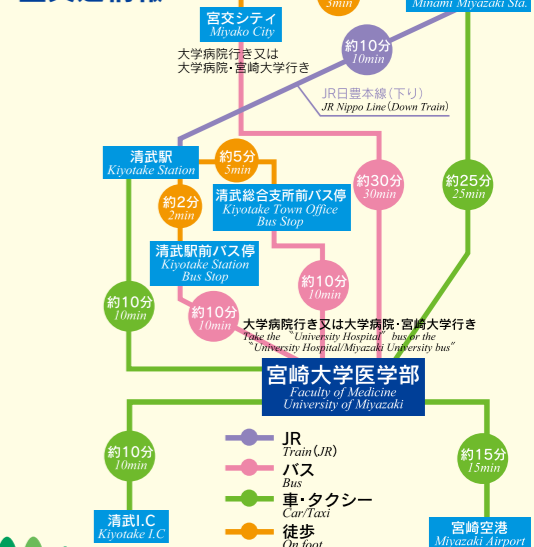 3min
Minami Miyazaki Sta.
宮交シティ
Miyako City
大学病院行き又は
大学病院・宮崎大学行き
約10分
10min
JR日豊本線（下り）
JR Nippo Line(Down Train)
清武駅
Kiyotake Station
約5分
5min
約2分
2min
清武総合支所前バス停
Kiyotake Town Office
Bus Stop
約30分
30min
約25分
25min
清武駅前バス停
Kiyotake Station
Bus Stop
約10分
10min
約10分
10min
約10分
10min
大学病院行き又は大学病院・宮崎大学行き
Take the "University Hospital" bus or the
"University Hospital/Miyazaki University bus"
宮崎大学医学部
Faculty of Medicine
University of Miyazaki
約10分
10min
約15分
15min
JR
Train(JR)
バス
Bus
車・タクシー
Car/Taxi
徒歩
On foot
清武I.C
Kiyotake I.C
宮崎空港
Miyazaki Airport